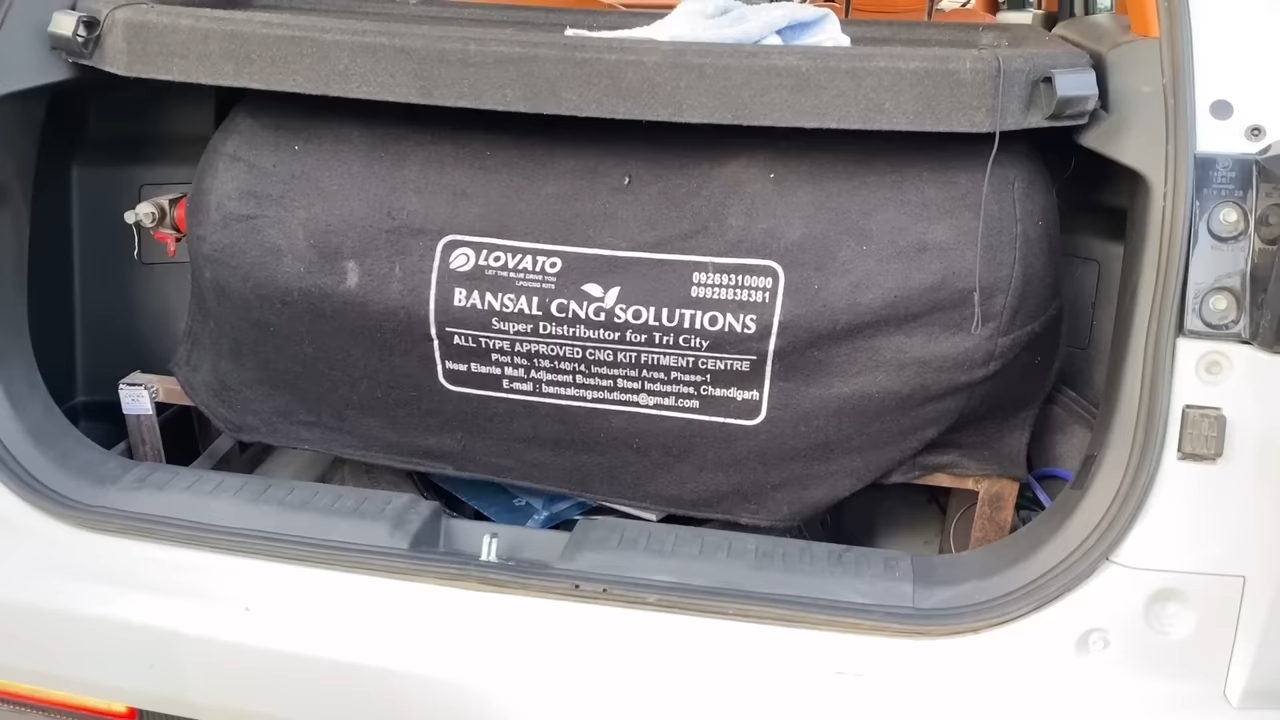 LOVATO
LET THE BLUE DRIVE YOU
LPG/CNG KITS
09269310000
09928838381
BANSAL CNG SOLUTIONS
Super Distributor for Tri City
ALL TYPE APPROVED CNG KIT FITMENT CENTRE
Plot No. 136-140/14, Industrial Area, Phase-1
Near Elante Mall, Adjacent Bushan Steel Industries, Chandigarh
E-mail : bansalcngsolutions@gmail.com